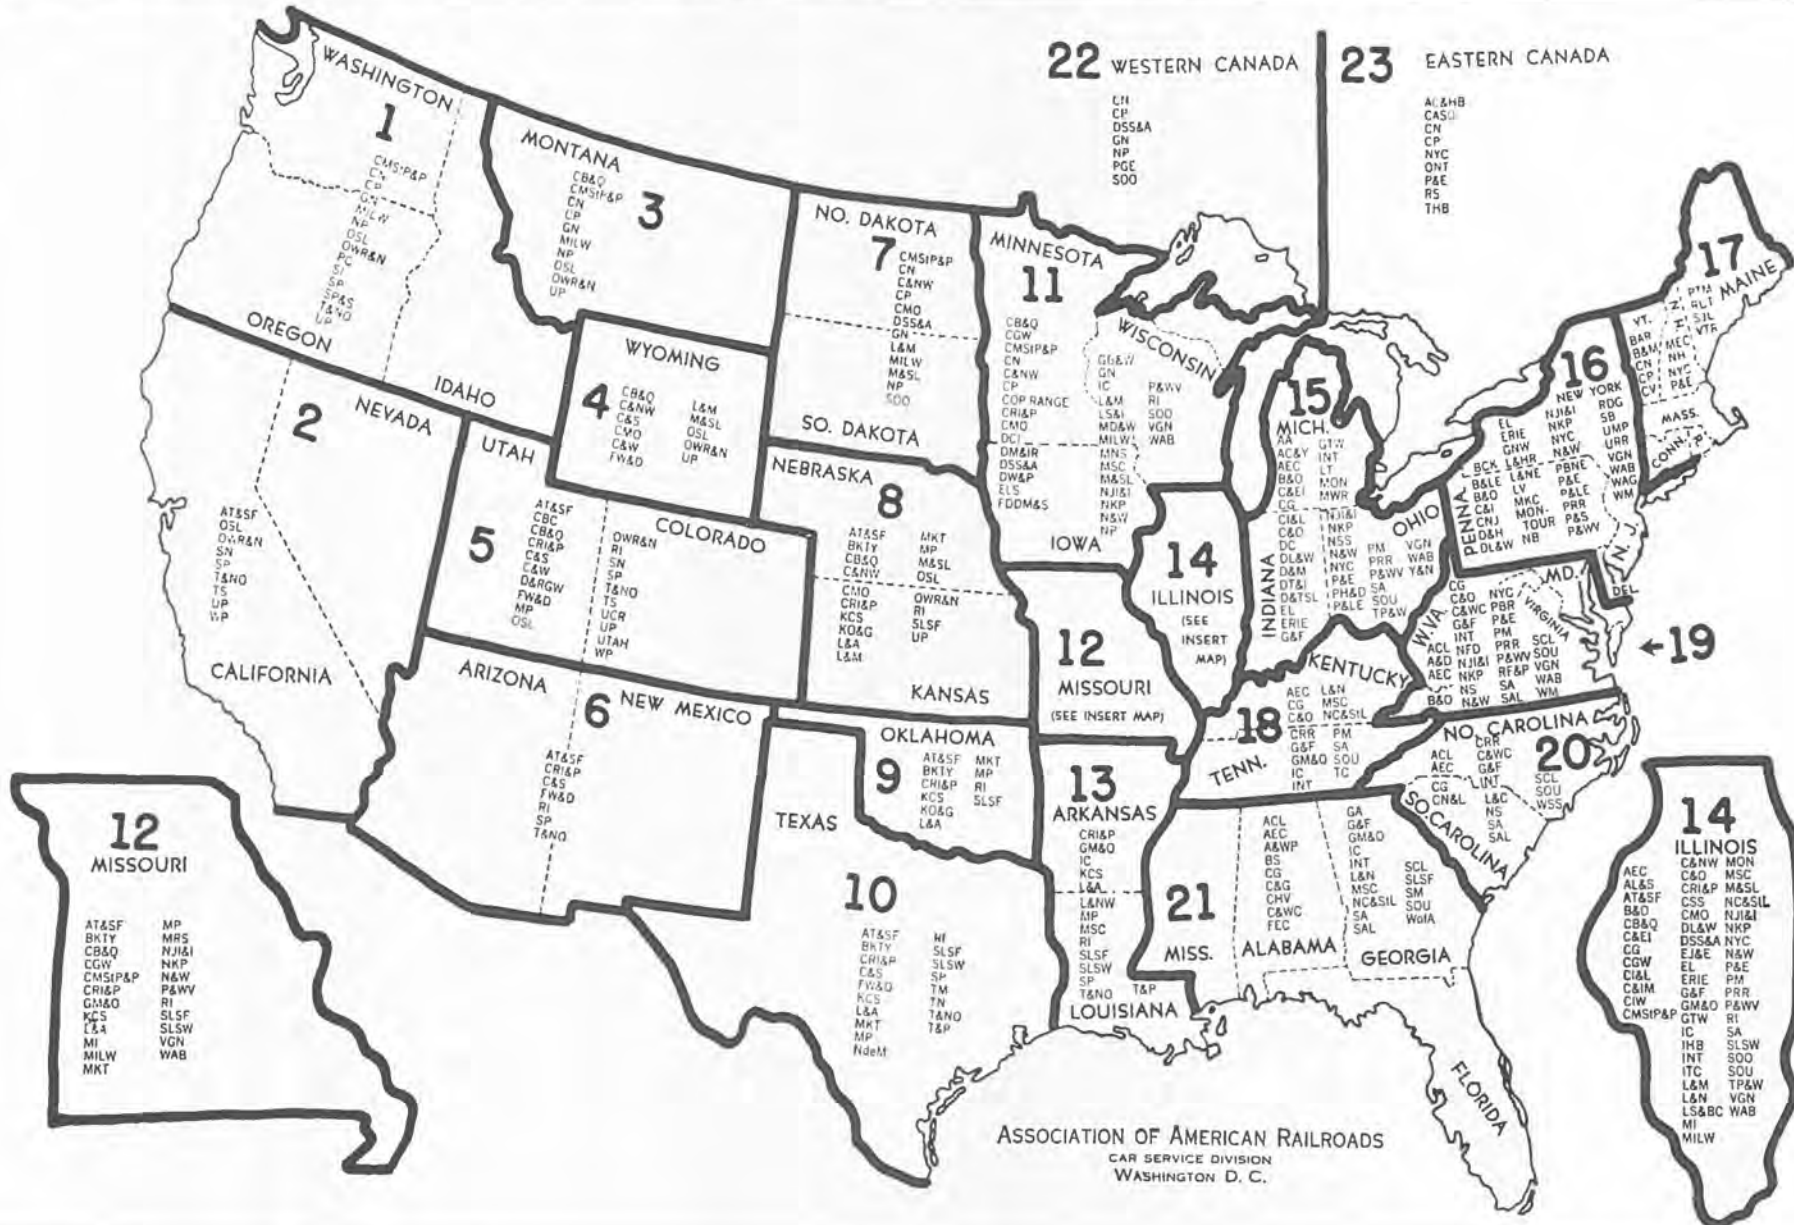 22 WESTERN CANADA
CN
CP
DSS&A
GN
NP
PGE
SOO
23 EASTERN CANADA
AC&HB
CN
CP
NYC
ONT
P&E
RS
THB
WASHINGTON
1
CMSTP&P
CN
CP
GN
MILW
NP
OSL
OWR&N
PC
SI
SP
SP&S
T&NO
UP
OREGON
IDAHO
MONTANA
3
CB&Q
CMSTP&P
CN
CP
GN
MILW
NP
OSL
OWR&N
UP
NO. DAKOTA
7
CMSTP&P
CN
C&NW
CP
CMO
DSS&A
GN
L&M
MILW
M&SL
NP
SOO
SO. DAKOTA
MINNESOTA
11
WISCONSIN
CB&Q
CGW
CMSTP&P
CN
C&NW
CP
COP RANGE
CRI&P
CMO
DCI
DM&IR
DSS&A
DW&P
ELS
FDDM&S
GB&W
GN
IC
L&M
LS&I
MD&W
MILW
MNS
MSC
M&SL
NJI&I
NKP
N&W
NP
P&WV
RI
SOO
VGN
WAB
IOWA
WYOMING
4
CB&Q
C&NW
C&S
CMO
C&W
FW&D
L&M
M&SL
OSL
OWR&N
UP
2
NEVADA
AT&SF
OSL
OWR&N
SN
SP
T&NO
TS
UP
WP
CALIFORNIA
UTAH
5
COLORADO
AT&SF
CBC
CB&Q
CRI&P
C&S
C&W
D&RGW
FW&D
MP
OSL
OWR&N
RI
SN
SP
T&NO
TS
UCR
UP
UTAH
WP
NEBRASKA
8
AT&SF
BKTY
CB&Q
C&NW
CMO
CRI&P
KCS
KO&G
L&A
L&M
MKT
MP
M&SL
OSL
OWR&N
RI
SLSF
UP
KANSAS
ARIZONA
6
NEW MEXICO
AT&SF
CRI&P
C&S
FW&D
RI
SP
T&NO
OKLAHOMA
9
AT&SF
BKTY
CRI&P
KCS
KO&G
L&A
MKT
MP
RI
SLSF
TEXAS
10
AT&SF
BKTY
CRI&P
C&S
FW&D
KCS
L&A
MKT
MP
NdeM
RI
SLSF
SLSW
SP
TM
TN
T&NO
T&P
12
MISSOURI
(SEE INSERT MAP)
14
ILLINOIS
(SEE
INSERT
MAP)
13
ARKANSAS
CRI&P
GM&O
IC
KCS
L&A
L&NW
MP
MSC
RI
SLSF
SLSW
SP
T&NO
T&P
LOUISIANA
15
MICH.
AA
AC&Y
AEC
B&O
C&EI
CG
EL
GTW
INT
LT
MON
MWR
INDIANA
OHIO
CI&L
C&O
DC
DL&W
D&M
DT&I
D&TSL
EL
ERIE
G&F
NJI&I
NKP
NSS
N&W
NYC
P&E
PH&D
P&LE
PM
PRR
P&WV
SA
SOU
TP&W
VGN
WAB
Y&N
16
NEW YORK
EL
ERIE
GNW
L&HR
NJI&I
NKP
NYC
N&W
RDG
SB
UMP
URR
VGN
WAB
WAG
WM
PENNA.
BCK
B&LE
B&O
C&I
CNJ
D&H
DL&W
L&NE
LV
MKC
MON-
TOUR
NB
PBNE
P&E
P&LE
PRR
P&S
P&WV
N. J.
17
MAINE
VT.
N. H.
BAR
B&M
CN
CP
CV
MEC
NH
NYC
P&E
PTM
RUT
SJL
VTR
MASS.
CONN.
R.I.
KENTUCKY
18
TENN.
AEC
CG
C&O
CRR
G&F
GM&O
IC
INT
L&N
MSC
NC&StL
PM
SA
SOU
TC
W. VA.
MD.
DEL.
VIRGINIA
←19
CG
C&O
C&WC
G&F
INT
ACL
A&D
AEC
B&O
NFD
NJI&I
NKP
NS
N&W
NYC
PBR
P&E
PM
PRR
P&WV
RF&P
SA
SAL
SCL
SOU
VGN
WAB
WM
NO. CAROLINA
20
SO. CAROLINA
ACL
AEC
CG
CN&L
CRR
C&WC
G&F
INT
L&C
NS
SA
SAL
SCL
SOU
WSS
21
MISS.
ALABAMA
GEORGIA
FLORIDA
ACL
AEC
A&WP
BS
CG
C&G
CHV
C&WC
FEC
GA
G&F
GM&O
IC
INT
L&N
MSC
NC&StL
SA
SAL
SCL
SLSF
SM
SOU
WofA
12
MISSOURI
AT&SF
BKTY
CB&Q
CGW
CMSTP&P
CRI&P
GM&O
KCS
L&A
MI
MILW
MKT
MP
MRS
NJI&I
NKP
N&W
P&WV
RI
SLSF
SLSW
VGN
WAB
14
ILLINOIS
AEC
AL&S
AT&SF
B&O
CB&Q
C&EI
CG
CGW
CI&L
C&IM
CIW
CMSTP&P
C&NW
C&O
CRI&P
CSS
CMO
DL&W
DSS&A
EJ&E
EL
ERIE
G&F
GM&O
GTW
IC
IHB
INT
ITC
L&M
L&N
LS&BC
MI
MILW
MON
MSC
M&SL
NC&StL
NJI&I
NKP
NYC
N&W
P&E
PM
PRR
P&WV
RI
SA
SLSW
SOO
SOU
TP&W
VGN
WAB
ASSOCIATION OF AMERICAN RAILROADS
CAR SERVICE DIVISION
WASHINGTON D. C.